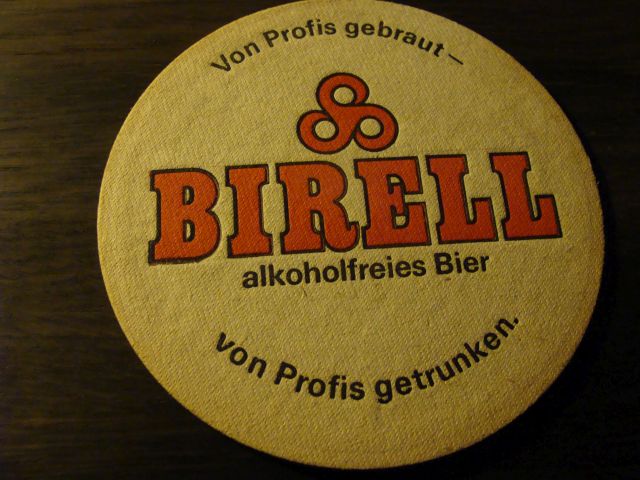 Von Profis gebraut –
BIRELL
alkoholfreies Bier
von Profis getrunken.